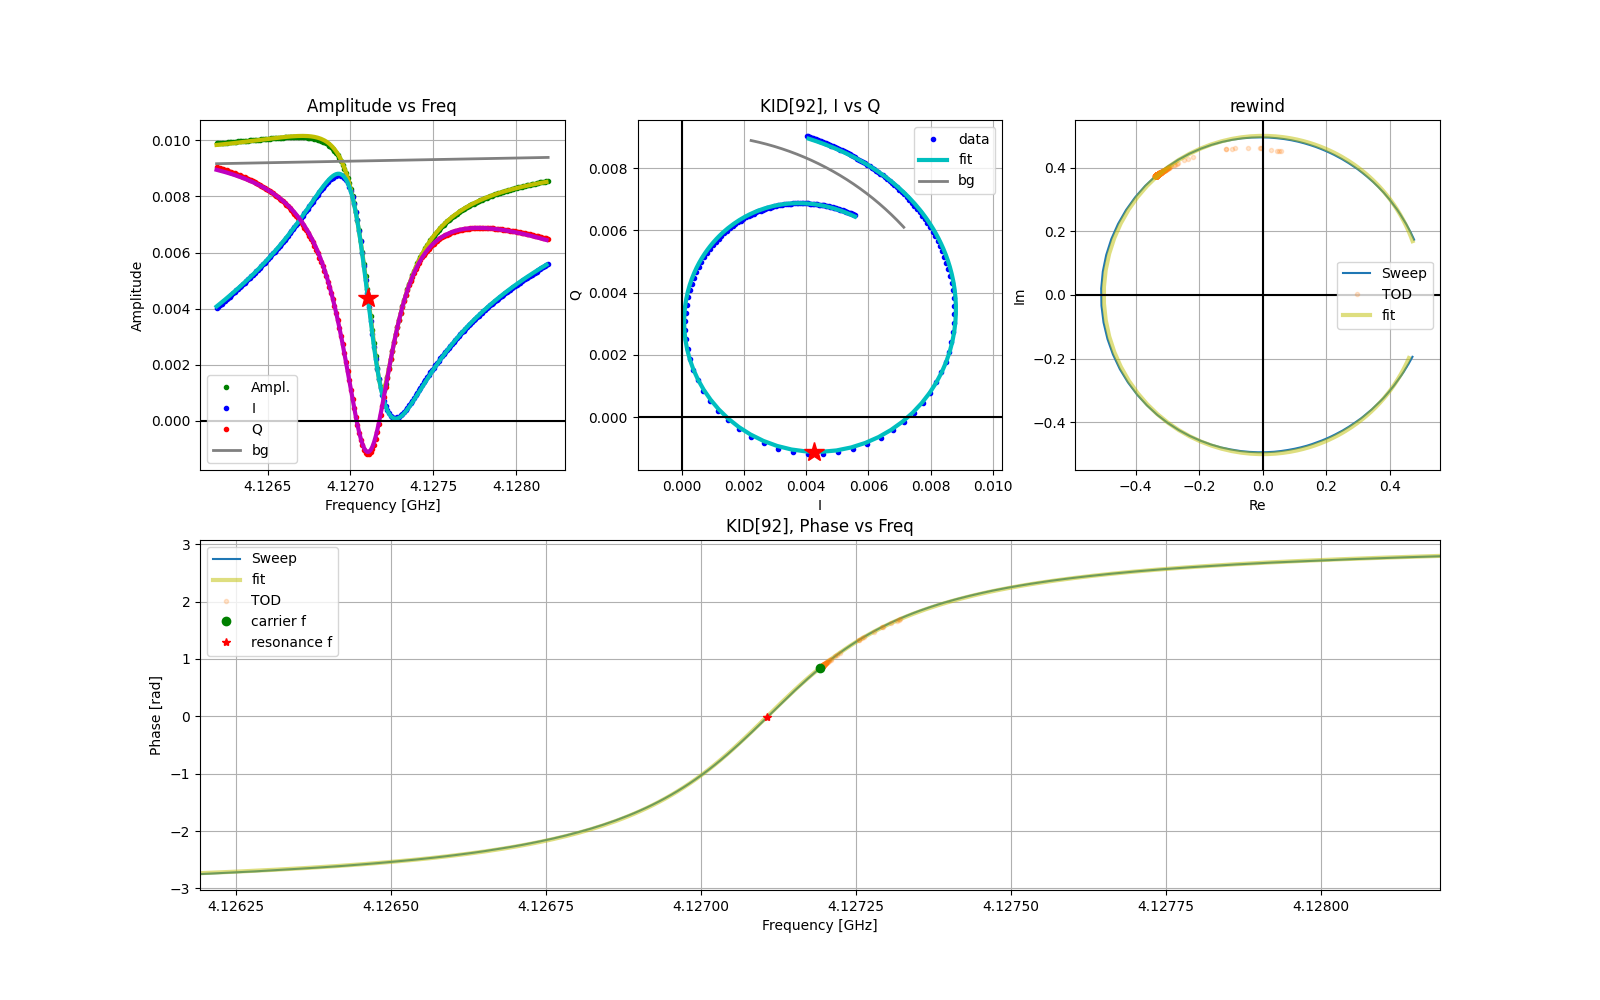 Amplitude vs Freq
Amplitude
0.010
0.008
0.006
0.004
0.002
0.000
Ampl.
I
Q
bg
4.1265 4.1270 4.1275 4.1280
Frequency [GHz]
KID[92], I vs Q
Q
0.008
0.006
0.004
0.002
0.000
data
fit
bg
0.000 0.002 0.004 0.006 0.008 0.010
I
rewind
Im
0.4
0.2
0.0
−0.2
−0.4
Sweep
TOD
fit
−0.4 −0.2 0.0 0.2 0.4
Re
KID[92], Phase vs Freq
Phase [rad]
3
2
1
0
−1
−2
−3
Sweep
fit
TOD
carrier f
resonance f
4.12625 4.12650 4.12675 4.12700 4.12725 4.12750 4.12775 4.12800
Frequency [GHz]